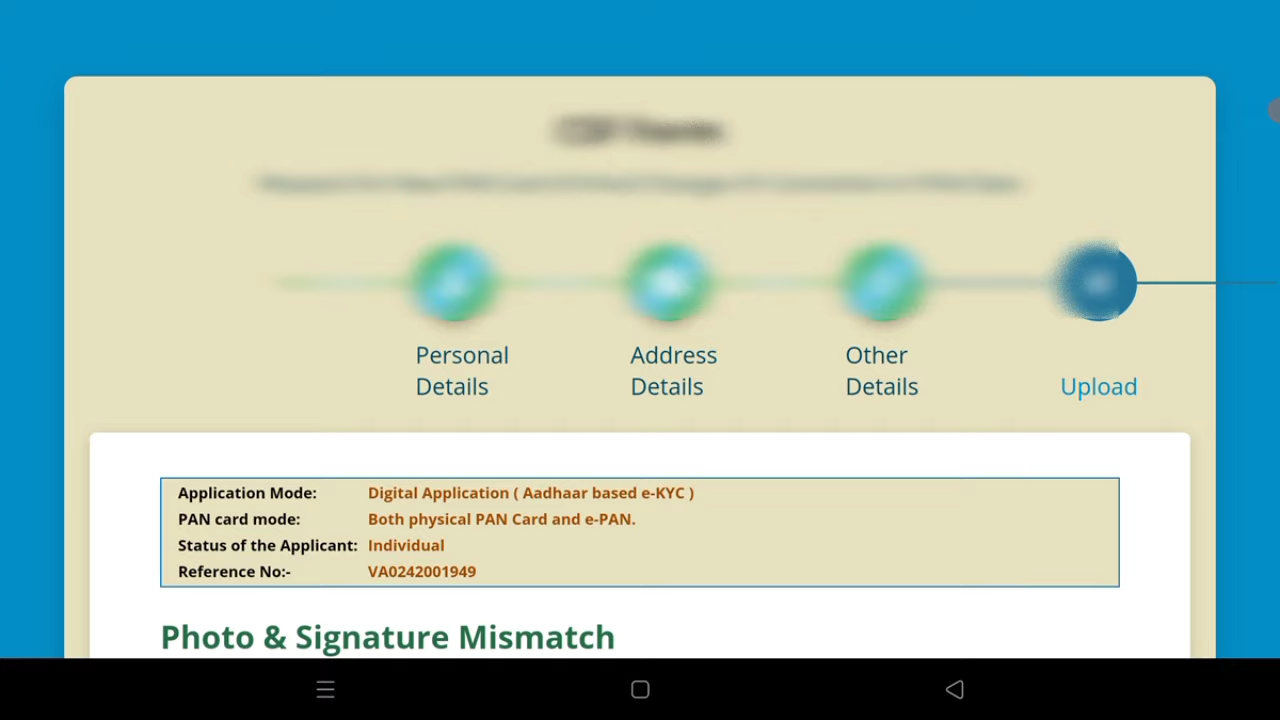 Personal Details
Address Details
Other Details
Upload
Application Mode: Digital Application ( Aadhaar based e-KYC )
PAN card mode: Both physical PAN Card and e-PAN.
Status of the Applicant: Individual
Reference No:- VA0242001949
Photo & Signature Mismatch